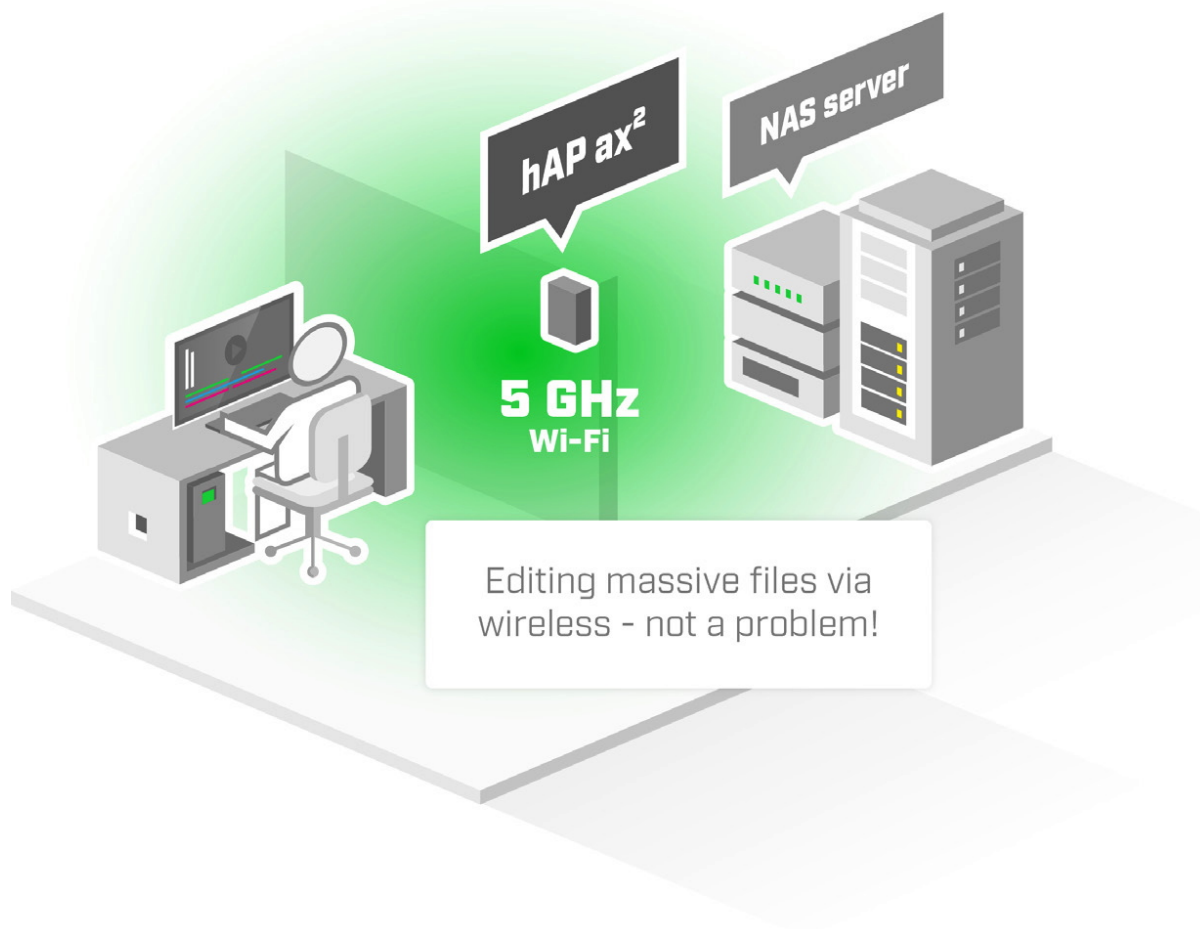 hAP ax²
NAS server
5 GHz
Wi-Fi
Editing massive files via
wireless - not a problem!